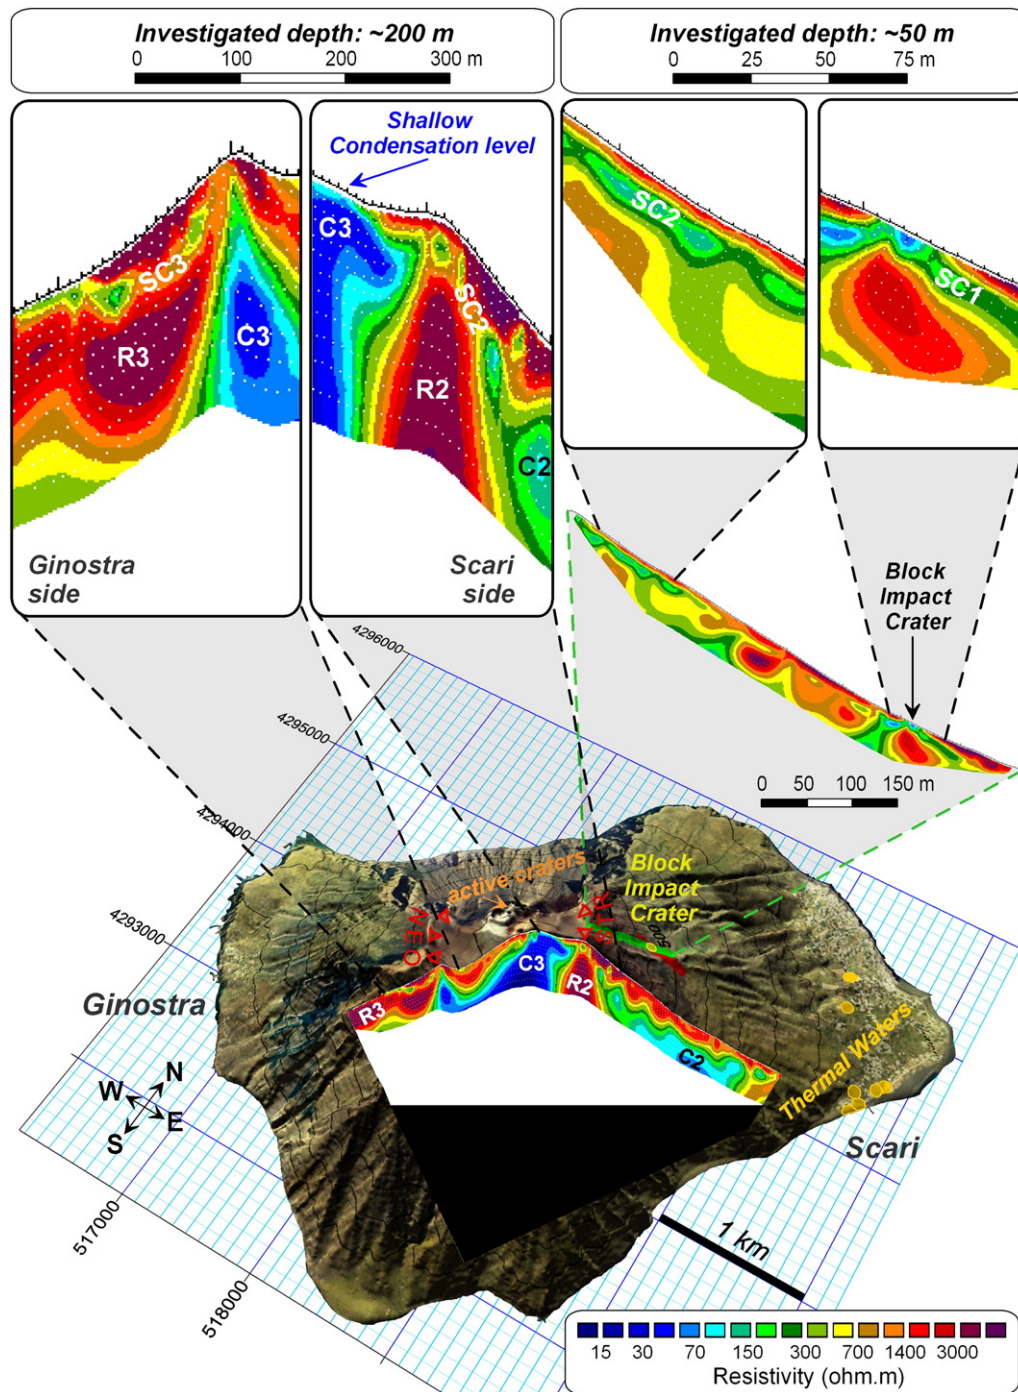 Investigated depth: ~200 m
0 100 200 300 m
Investigated depth: ~50 m
0 25 50 75 m
Shallow
Condensation level
SC3
R3
C3
Ginostra
side
C3
R2
SC2
C2
Scari
side
SC2
SC1
Block
Impact
Crater
0 50 100 150 m
4296000
4295000
4294000
4293000
active craters
Block
Impact
Crater
NEO
STR
500
Ginostra
R3
C3
R2
C2
Thermal Waters
Scari
N
W
E
S
517000
518000
1 km
15 30 70 150 300 700 1400 3000
Resistivity (ohm.m)